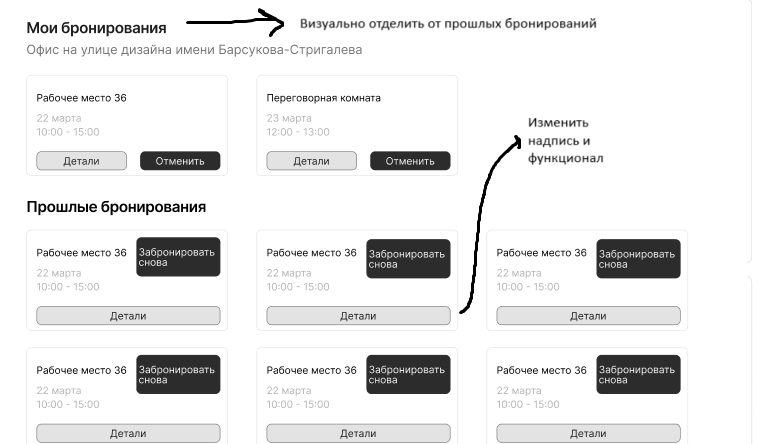 Мои бронирования
Визуально отделить от прошлых бронирований
Офис на улице дизайна имени Барсукова-Стригалева
Рабочее место 36
22 марта
10:00 - 15:00
Детали
Отменить
Переговорная комната
23 марта
12:00 - 13:00
Детали
Отменить
Изменить
надпись и
функционал
Прошлые бронирования
Рабочее место 36
22 марта
10:00 - 15:00
Забронировать
снова
Детали
Рабочее место 36
22 марта
10:00 - 15:00
Забронировать
снова
Детали
Рабочее место 36
22 марта
10:00 - 15:00
Забронировать
снова
Детали
Рабочее место 36
22 марта
10:00 - 15:00
Забронировать
снова
Детали
Рабочее место 36
22 марта
10:00 - 15:00
Забронировать
снова
Детали
Рабочее место 36
22 марта
10:00 - 15:00
Забронировать
снова
Детали